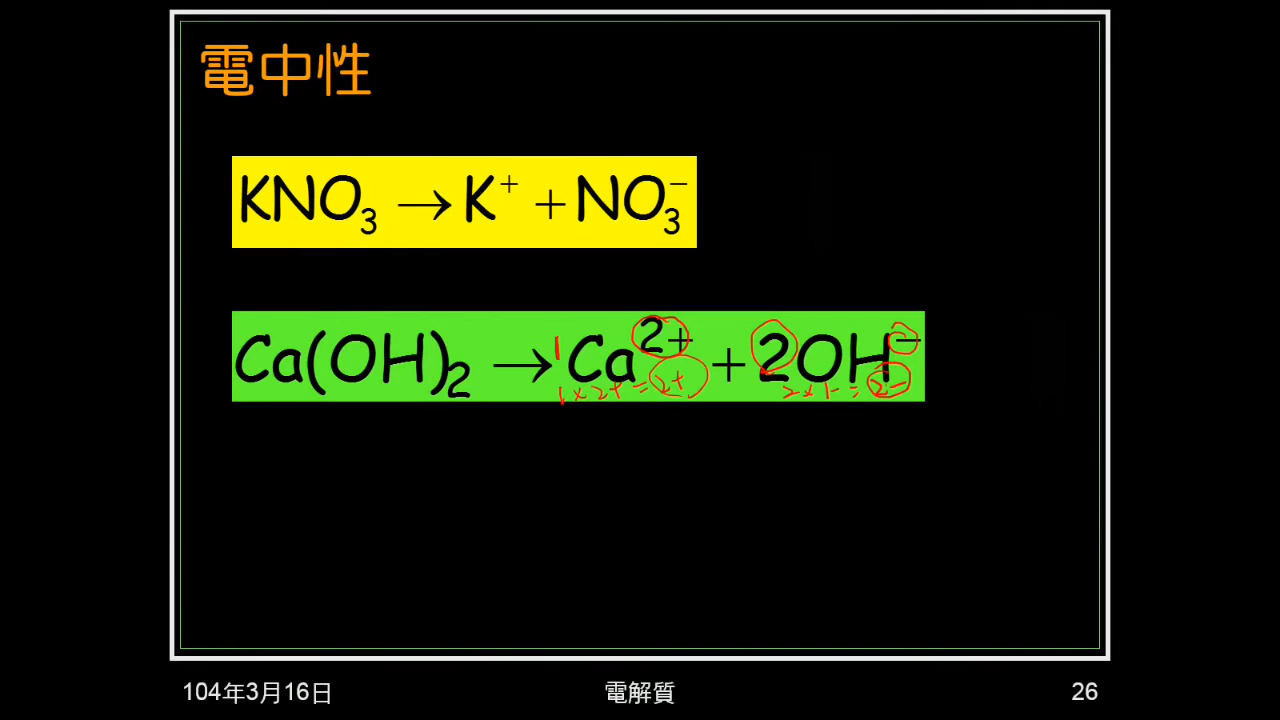 電中性
KNO₃ → K⁺ + NO₃⁻
Ca(OH)₂ → 1Ca²⁺ + 2OH⁻
1×2+=2+ 2×1-=2-
104年3月16日 電解質 26